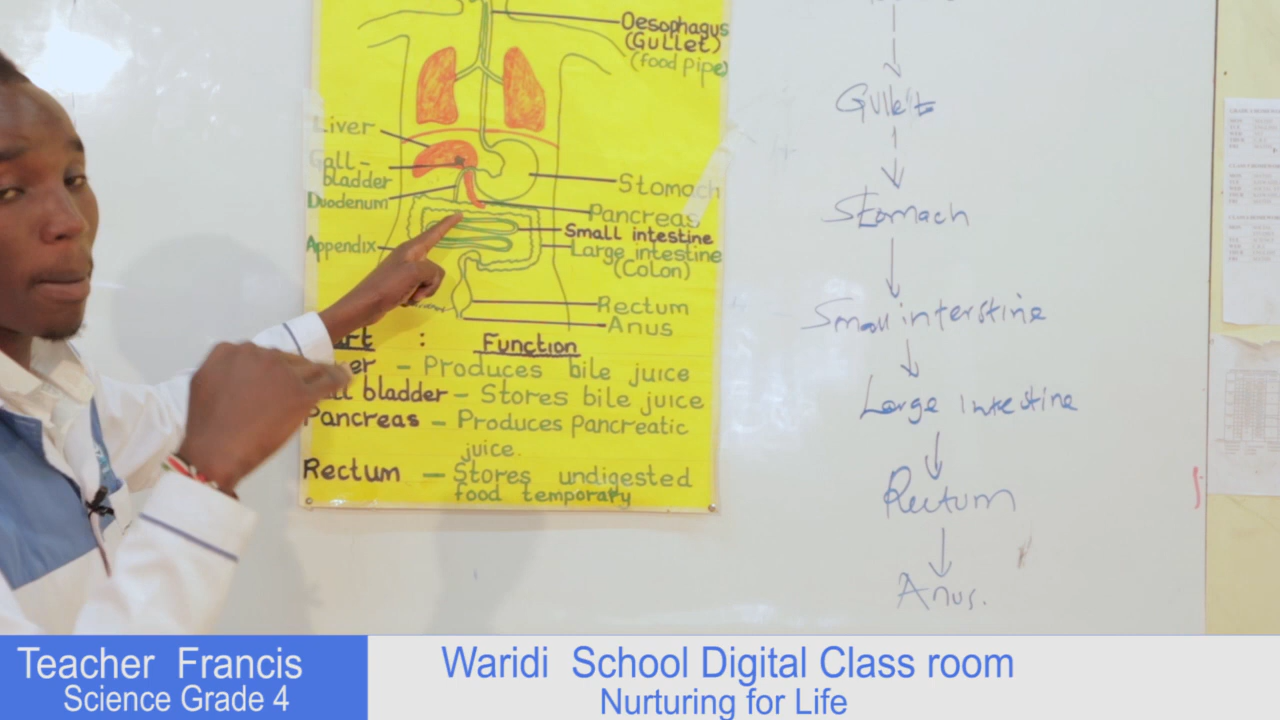 Oesophagus
(Gullet)
(food pipe)
Liver
Gall-
bladder
Duodenum
Appendix
Stomach
Pancreas
Small intestine
Large intestine
(Colon)
Rectum
Anus
: Function
– Produces bile juice
bladder – Stores bile juice
Pancreas – Produces Pancreatic
juice.
Rectum – Stores undigested
food temporary
Gullet
Stomach
Small interstine
Large intestine
Rectum
Anus.
Teacher Francis
Science Grade 4
Waridi School Digital Class room
Nurturing for Life